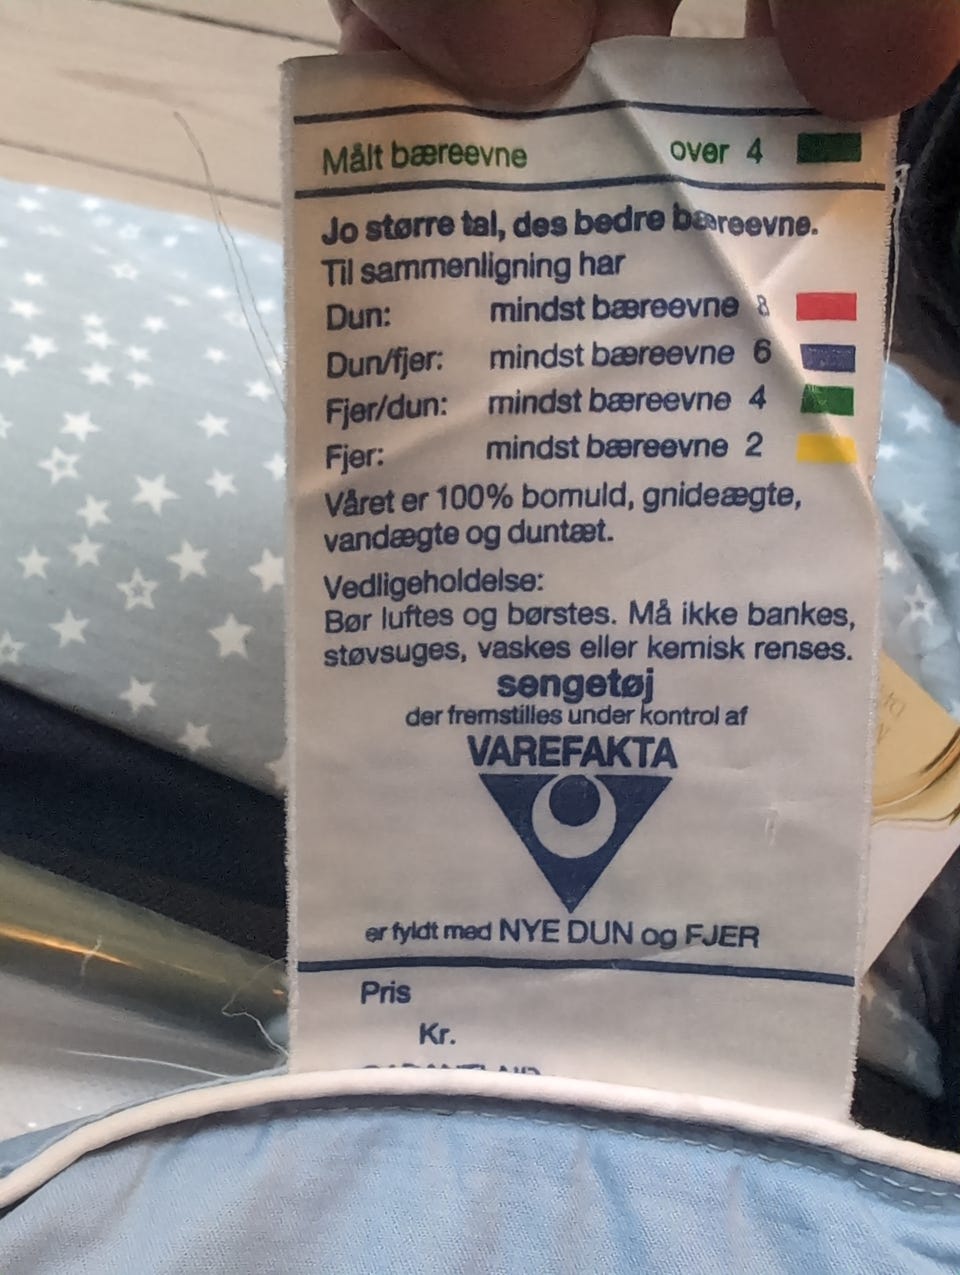 Målt bæreevne over 4
Jo større tal, des bedre bæreevne.
Til sammenligning har
Dun: mindst bæreevne 8
Dun/fjer: mindst bæreevne 6
Fjer/dun: mindst bæreevne 4
Fjer: mindst bæreevne 2
Våret er 100% bomuld, gnideægte,
vandægte og duntæt.
Vedligeholdelse:
Bør luftes og børstes. Må ikke bankes,
støvsuges, vaskes eller kemisk renses.
sengetøj
der fremstilles under kontrol af
VAREFAKTA
er fyldt med NYE DUN og FJER
Pris
Kr.